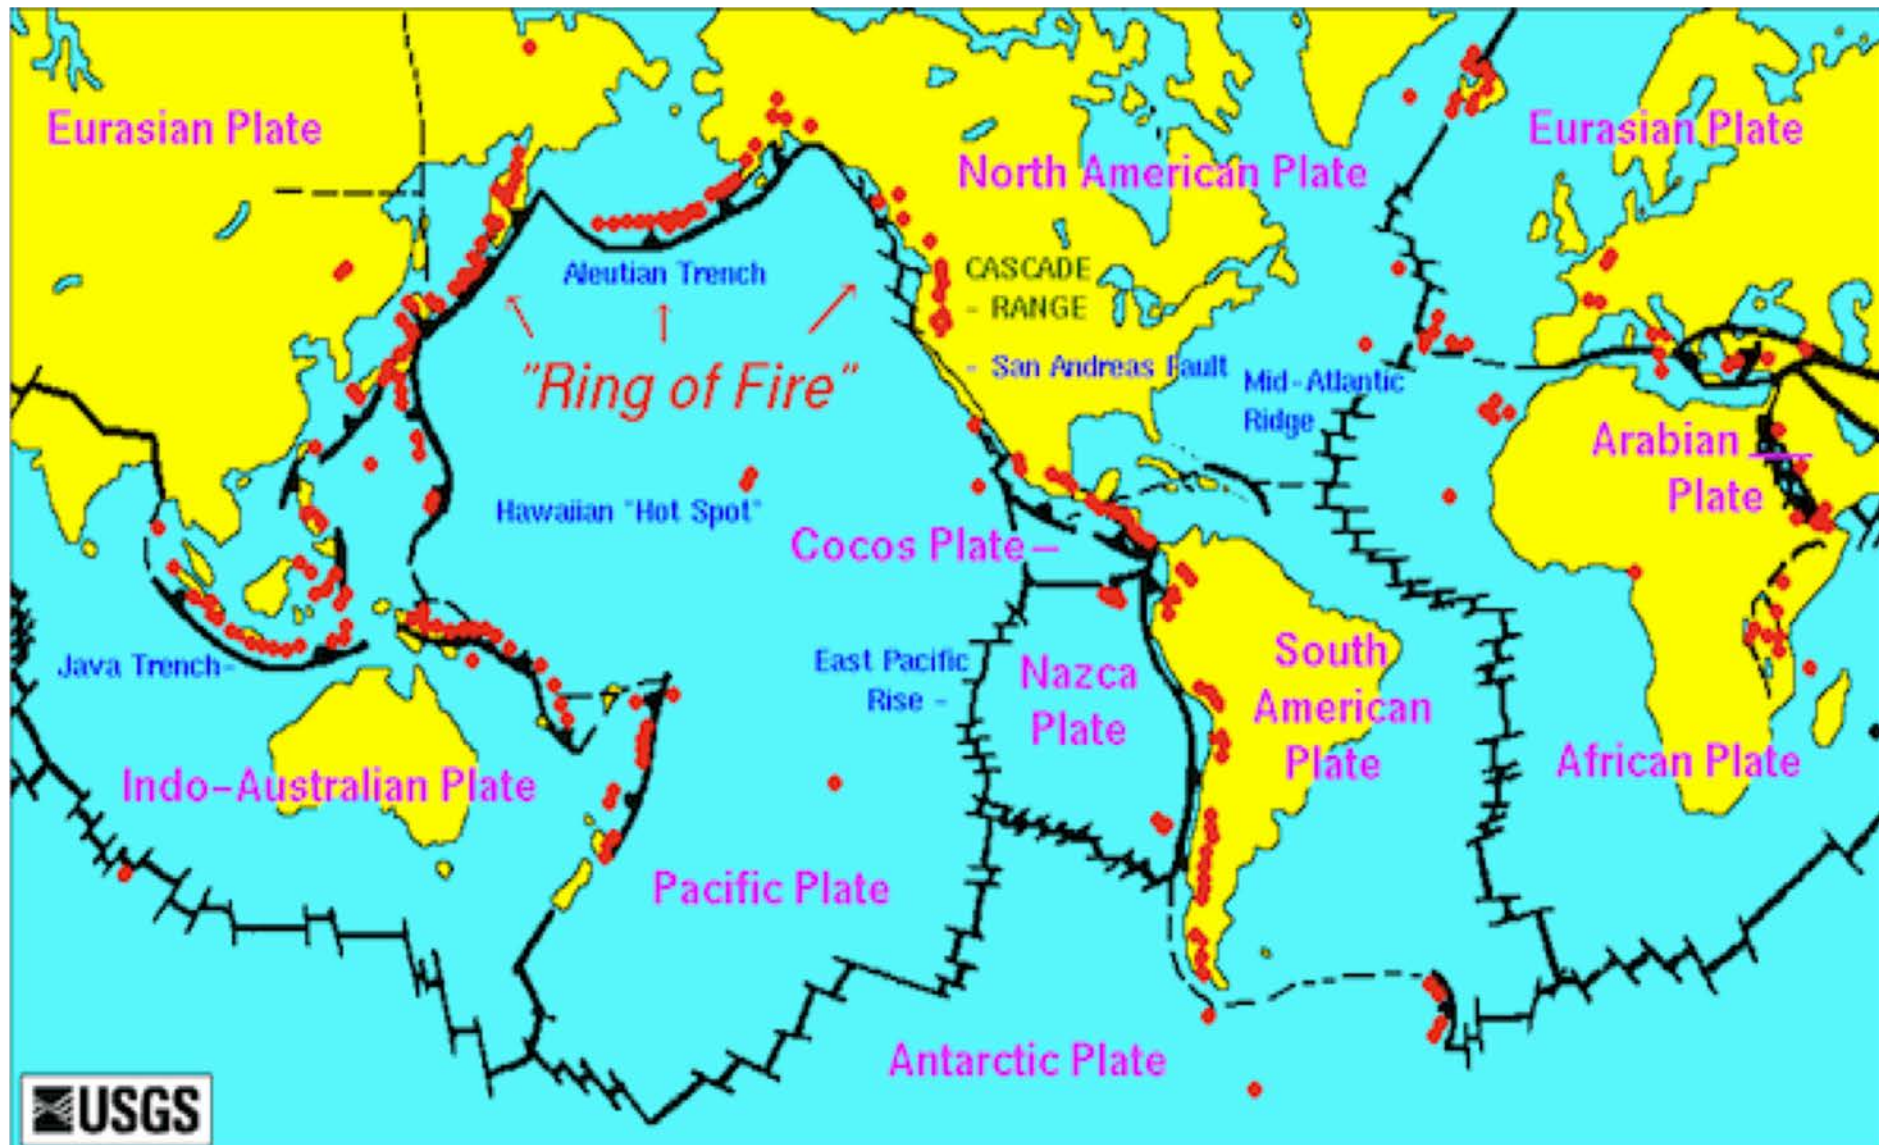 Eurasian Plate
Eurasian Plate
North American Plate
Aleutian Trench
CASCADE
- RANGE
"Ring of Fire"
- San Andreas Fault
Mid-Atlantic
Ridge
Arabian
Plate
Hawaiian "Hot Spot"
Cocos Plate
Java Trench-
East Pacific
Rise -
Nazca
Plate
South
American
Plate
Indo-Australian Plate
African Plate
Pacific Plate
Antarctic Plate
USGS